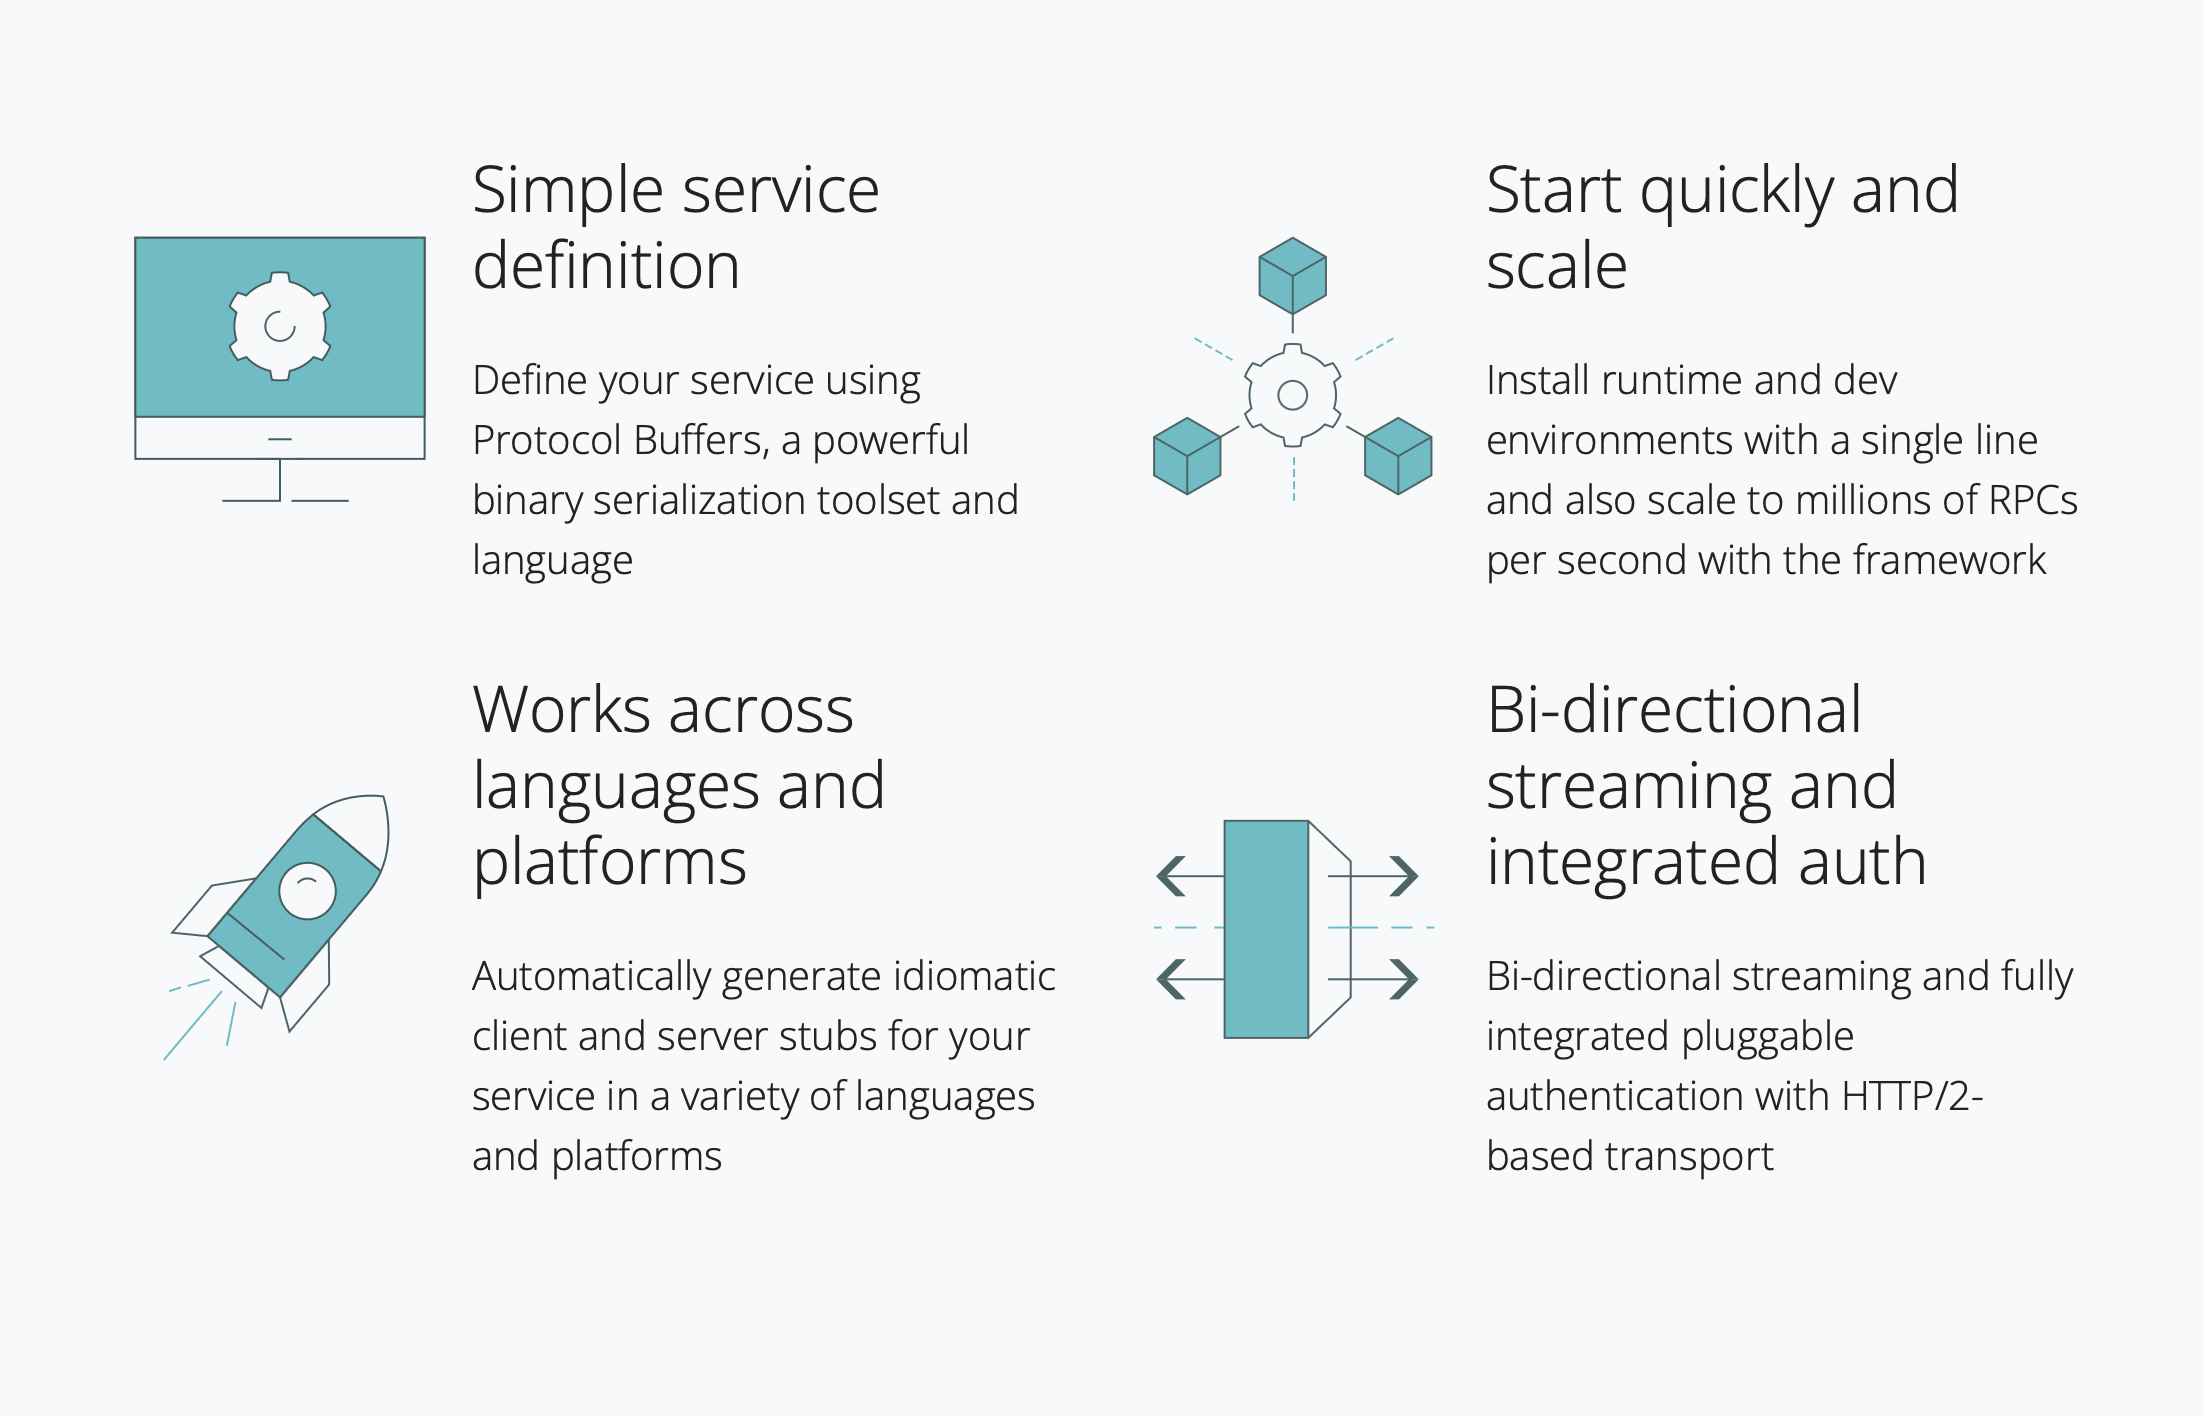 Simple service
definition
Define your service using
Protocol Buffers, a powerful
binary serialization toolset and
language
Start quickly and
scale
Install runtime and dev
environments with a single line
and also scale to millions of RPCs
per second with the framework
Works across
languages and
platforms
Automatically generate idiomatic
client and server stubs for your
service in a variety of languages
and platforms
Bi-directional
streaming and
integrated auth
Bi-directional streaming and fully
integrated pluggable
authentication with HTTP/2-
based transport